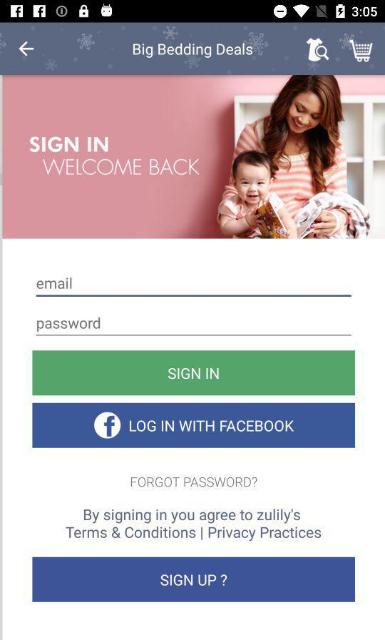 3:05
Big Bedding Deals
SIGN IN
WELCOME BACK
email
password
SIGN IN
f LOG IN WITH FACEBOOK
FORGOT PASSWORD?
By signing in you agree to zulily's
Terms & Conditions | Privacy Practices
SIGN UP ?